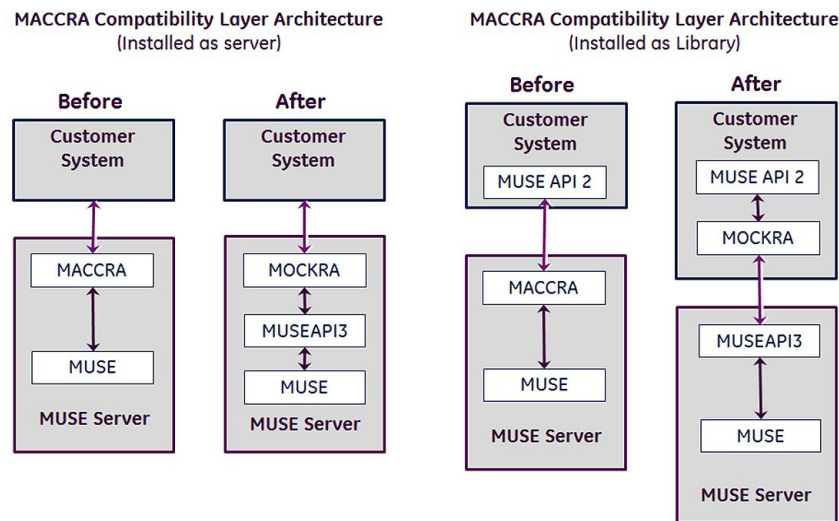 MACCRA Compatibility Layer Architecture
(Installed as server)
Before
After
Customer
System
MACCRA
MUSE
MUSE Server
Customer
System
MOCKRA
MUSEAPI3
MUSE
MUSE Server
MACCRA Compatibility Layer Architecture
(Installed as Library)
Before
After
Customer
System
MUSE API 2
MACCRA
MUSE
MUSE Server
Customer
System
MUSE API 2
MOCKRA
MUSEAPI3
MUSE
MUSE Server